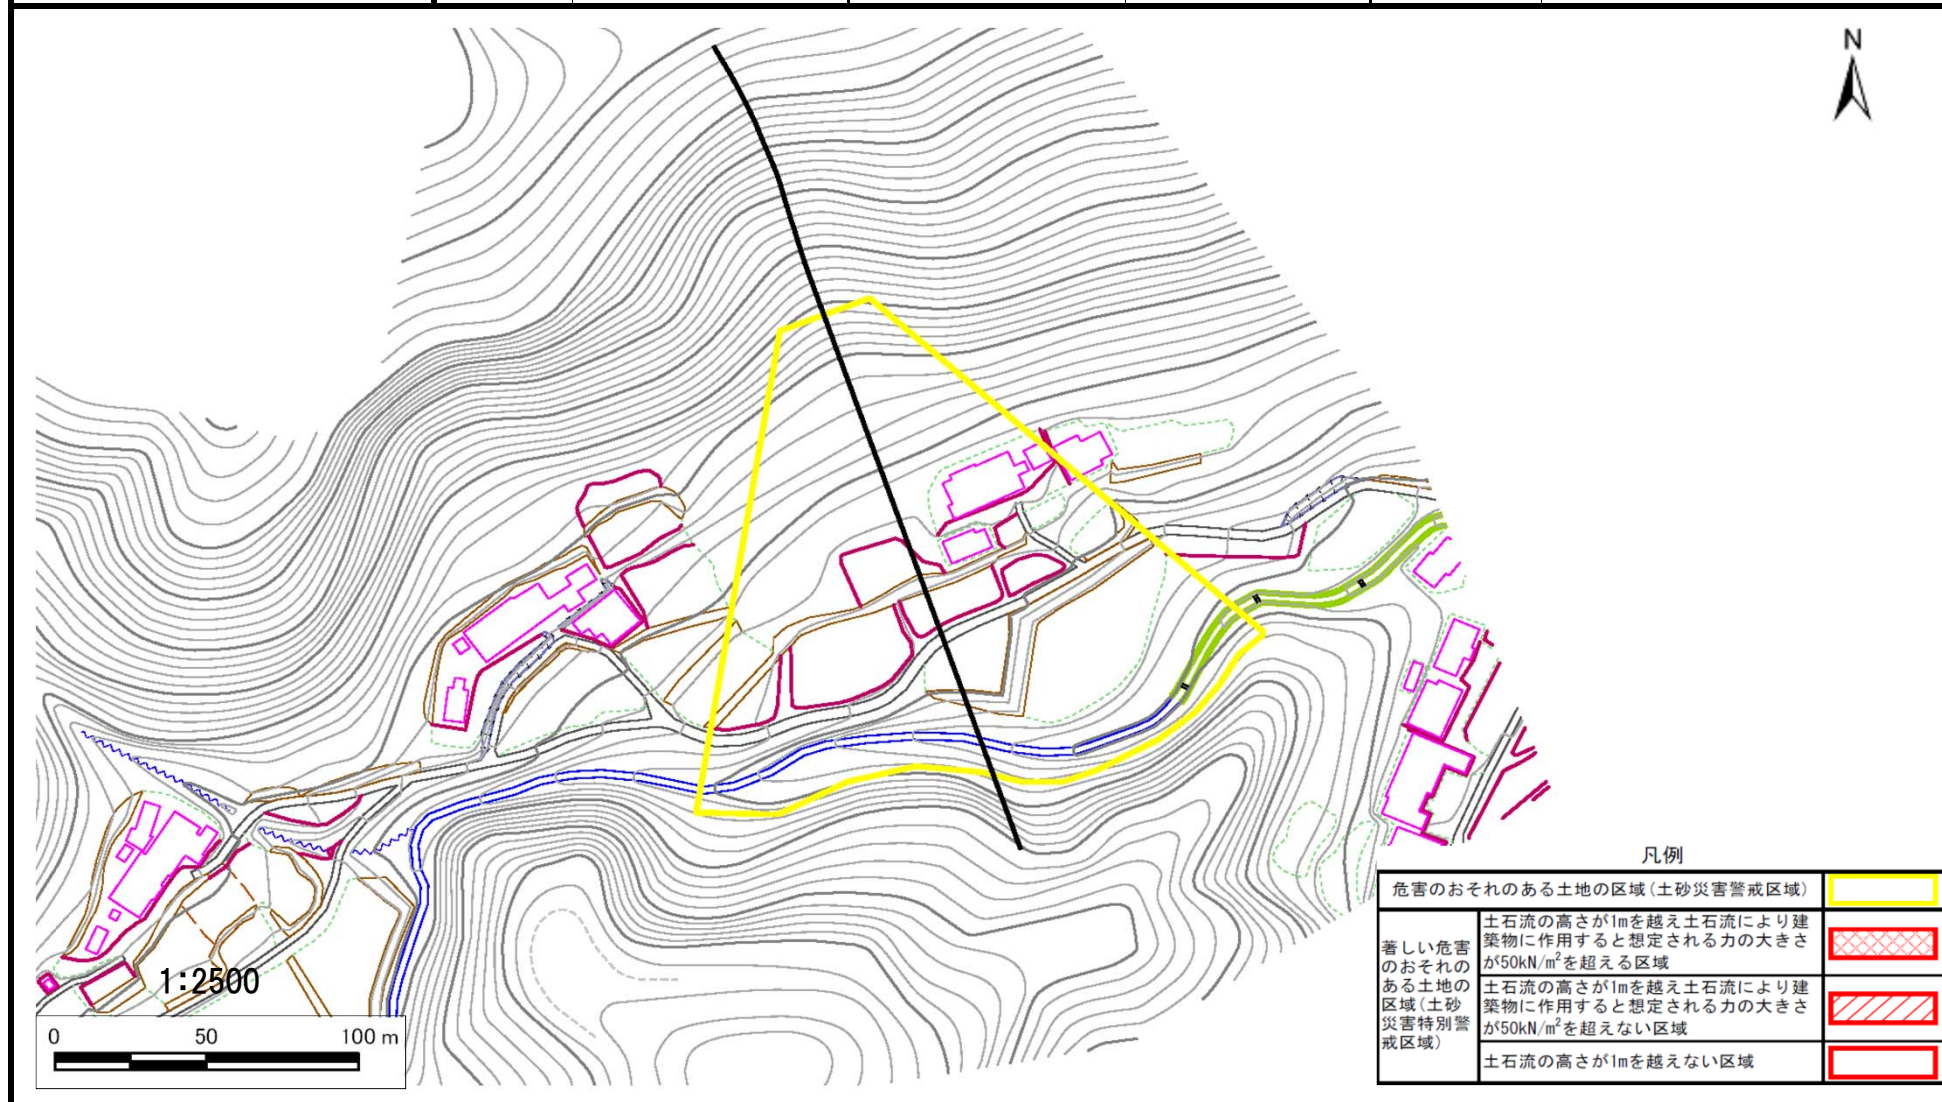 N
凡例
危害のおそれのある土地の区域(土砂災害警戒区域)
著しい危害
のおそれの
ある土地の
区域(土砂
災害特別警
戒区域)
土石流の高さが1mを越え土石流により建
築物に作用すると想定される力の大きさ
が50kN/m²を超える区域
土石流の高さが1mを越え土石流により建
築物に作用すると想定される力の大きさ
が50kN/m²を超えない区域
土石流の高さが1mを越えない区域
1:2500
0 50 100 m